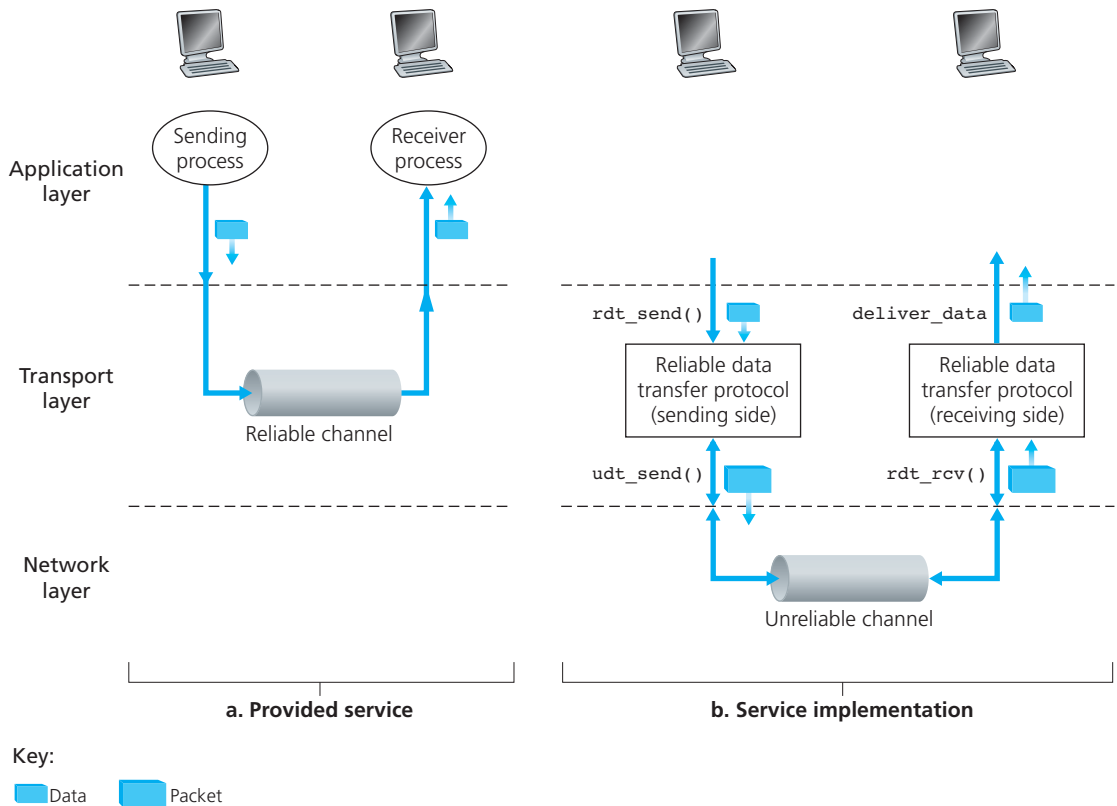 Sending
process
Receiver
process
Application
layer
rdt_send()
deliver_data
Transport
layer
Reliable channel
Reliable data
transfer protocol
(sending side)
Reliable data
transfer protocol
(receiving side)
udt_send()
rdt_rcv()
Network
layer
Unreliable channel
a. Provided service
b. Service implementation
Key:
Data
Packet